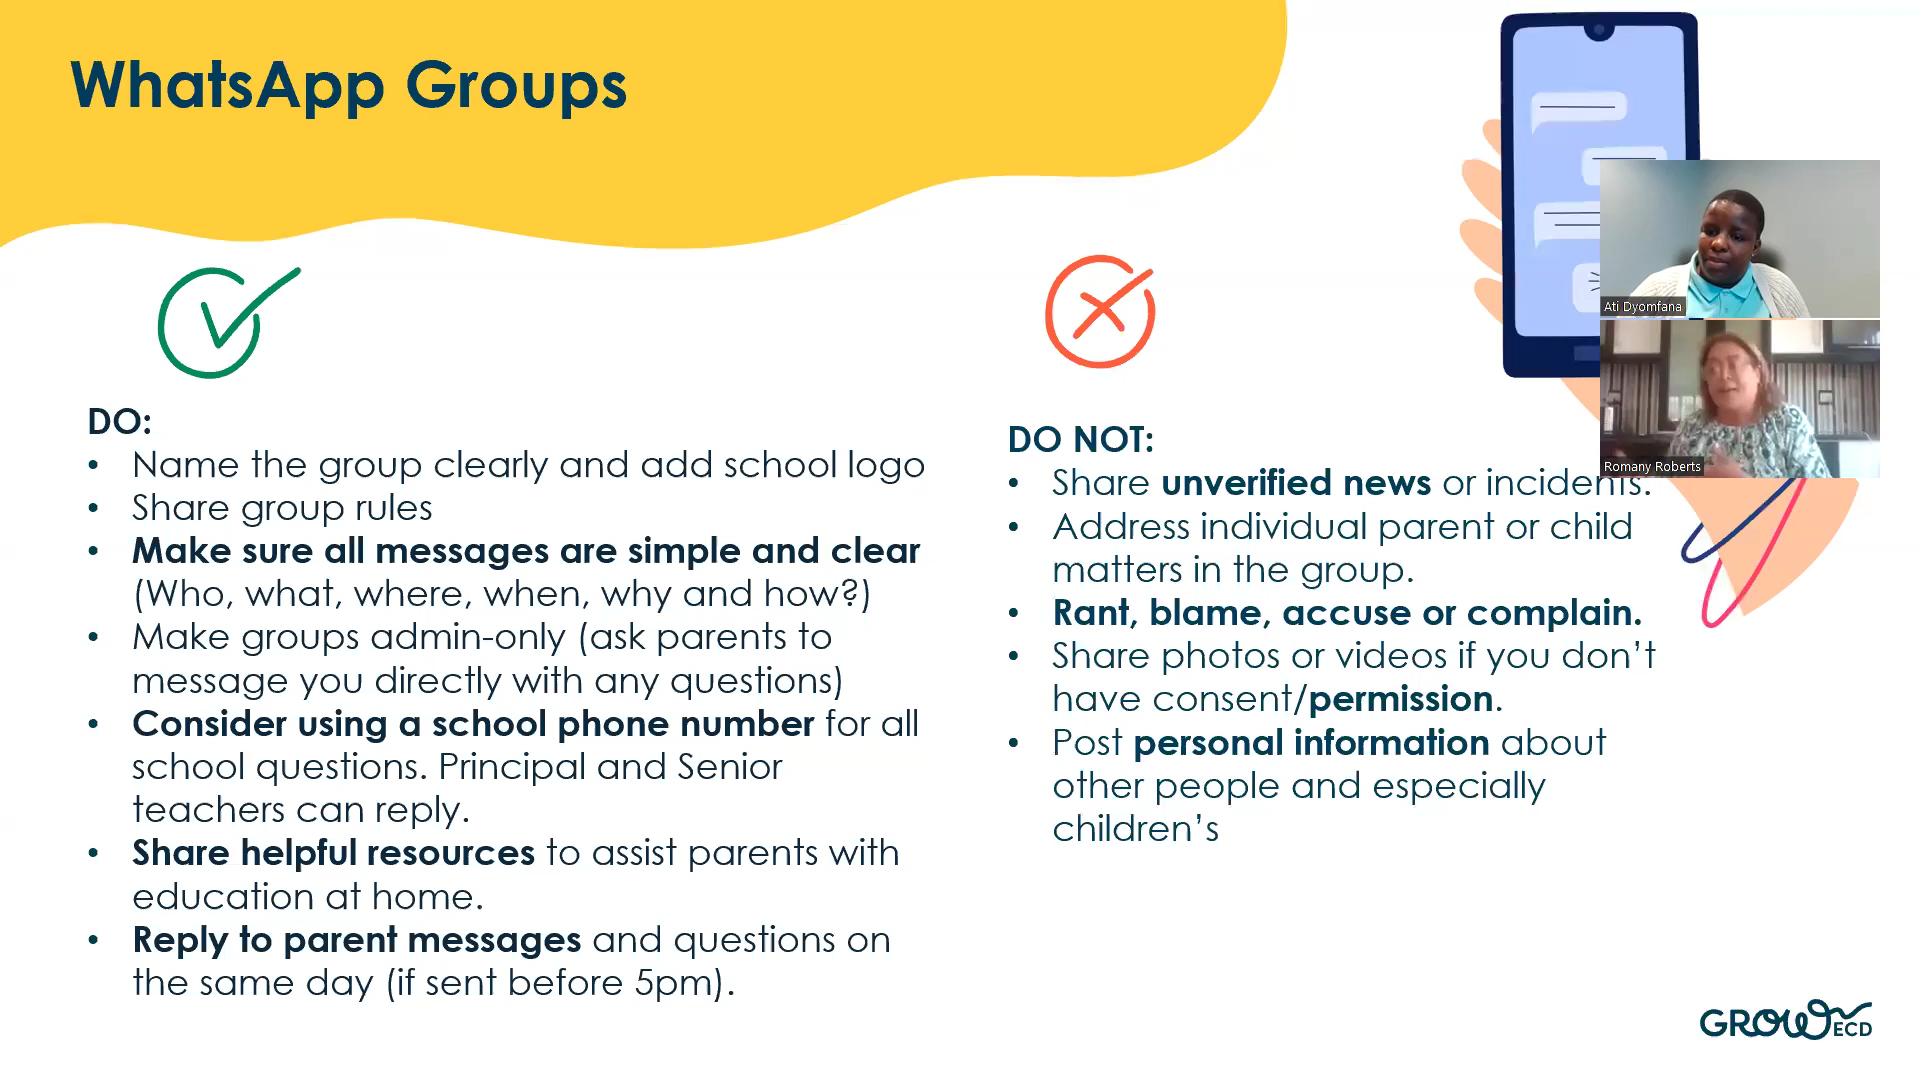 WhatsApp Groups
DO:
• Name the group clearly and add school logo
• Share group rules
• Make sure all messages are simple and clear
(Who, what, where, when, why and how?)
• Make groups admin-only (ask parents to
message you directly with any questions)
• Consider using a school phone number for all
school questions. Principal and Senior
teachers can reply.
• Share helpful resources to assist parents with
education at home.
• Reply to parent messages and questions on
the same day (if sent before 5pm).
DO NOT:
• Share unverified news or incidents.
• Address individual parent or child
matters in the group.
• Rant, blame, accuse or complain.
• Share photos or videos if you don’t
have consent/permission.
• Post personal information about
other people and especially
children’s
Ati Dyomfana
Romany Roberts
GROW ECD